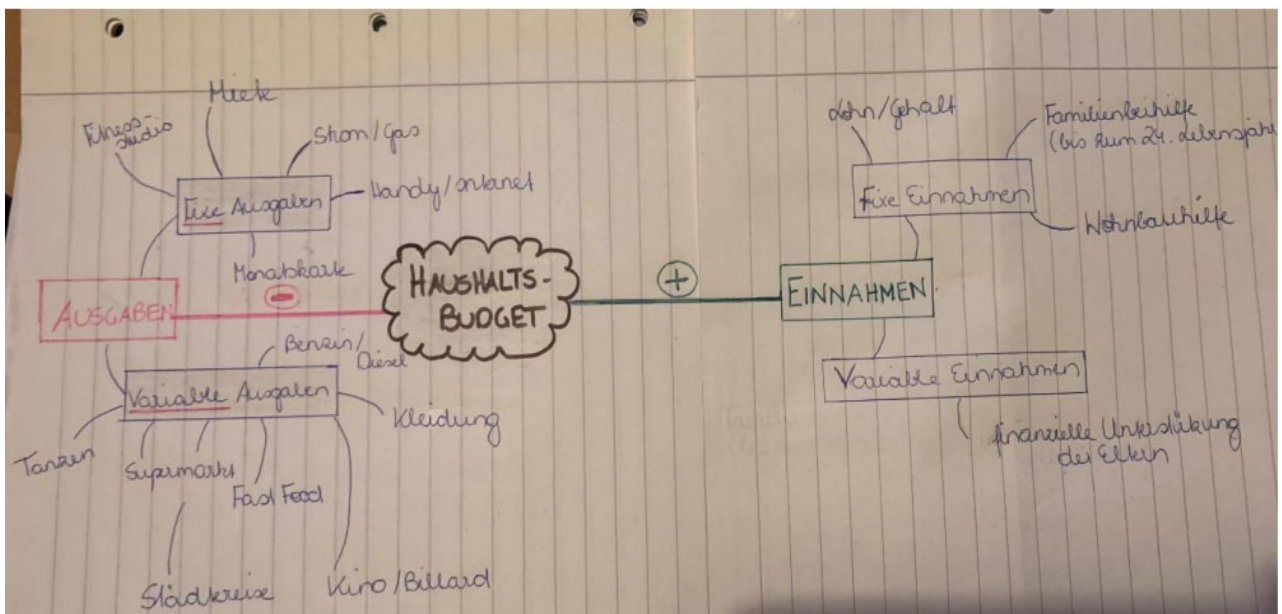 Miete
Fitness-
studio
Strom/Gas
Fixe Ausgaben
Handy/Internet
Monatskarte
AUSGABEN
-
HAUSHALTS-
BUDGET
Benzin/
Diesel
Variable Ausgaben
Kleidung
Tanzen
Supermarkt
Fast Food
Städtereise
Kino/Billard
+
EINNAHMEN
Lohn/Gehalt
Familienbeihilfe
(bis zum 24. Lebensjahr
Fixe Einnahmen
Wohnbauhilfe
Variable Einnahmen
finanzielle Unterstützung
der Eltern